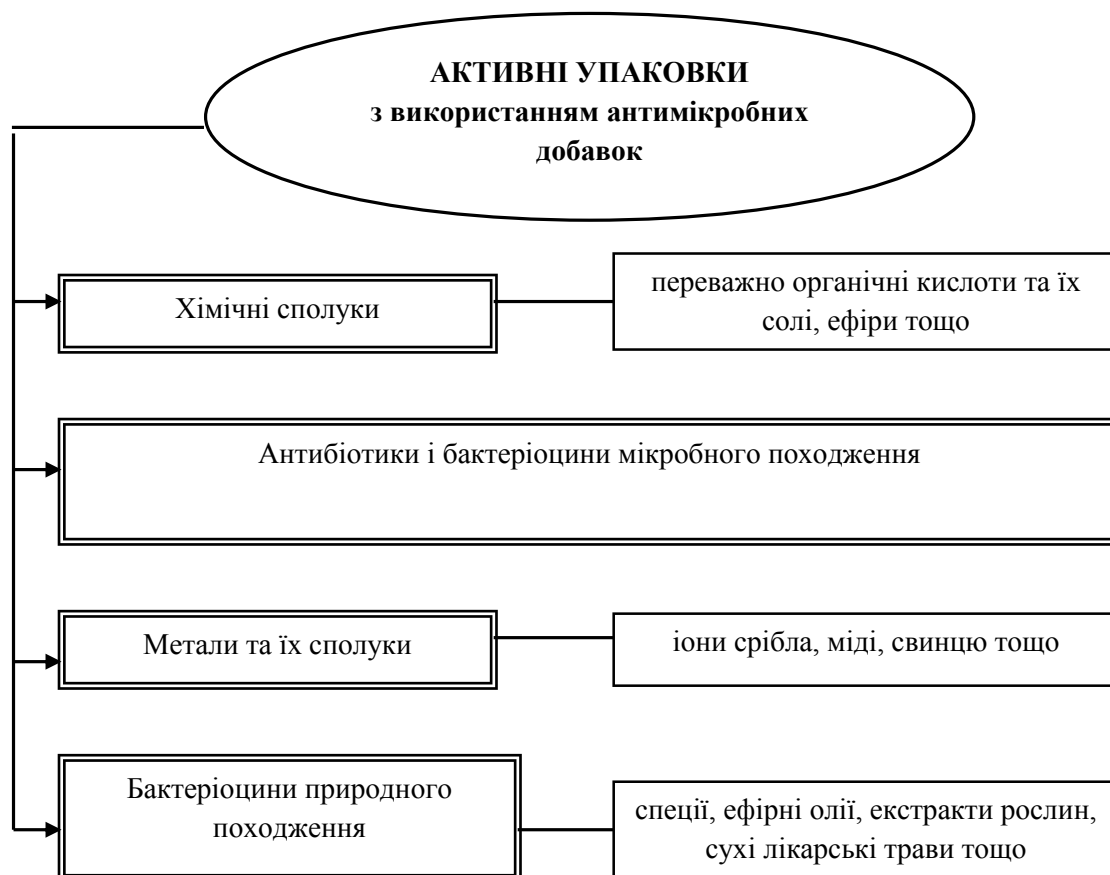 АКТИВНІ УПАКОВКИ
з використанням антимікробних
добавок
Хімічні сполуки
переважно органічні кислоти та їх
солі, ефіри тощо
Антибіотики і бактеріоцини мікробного походження
Метали та їх сполуки
іони срібла, міді, свинцю тощо
Бактеріоцини природного
походження
спеції, ефірні олії, екстракти рослин,
сухі лікарські трави тощо